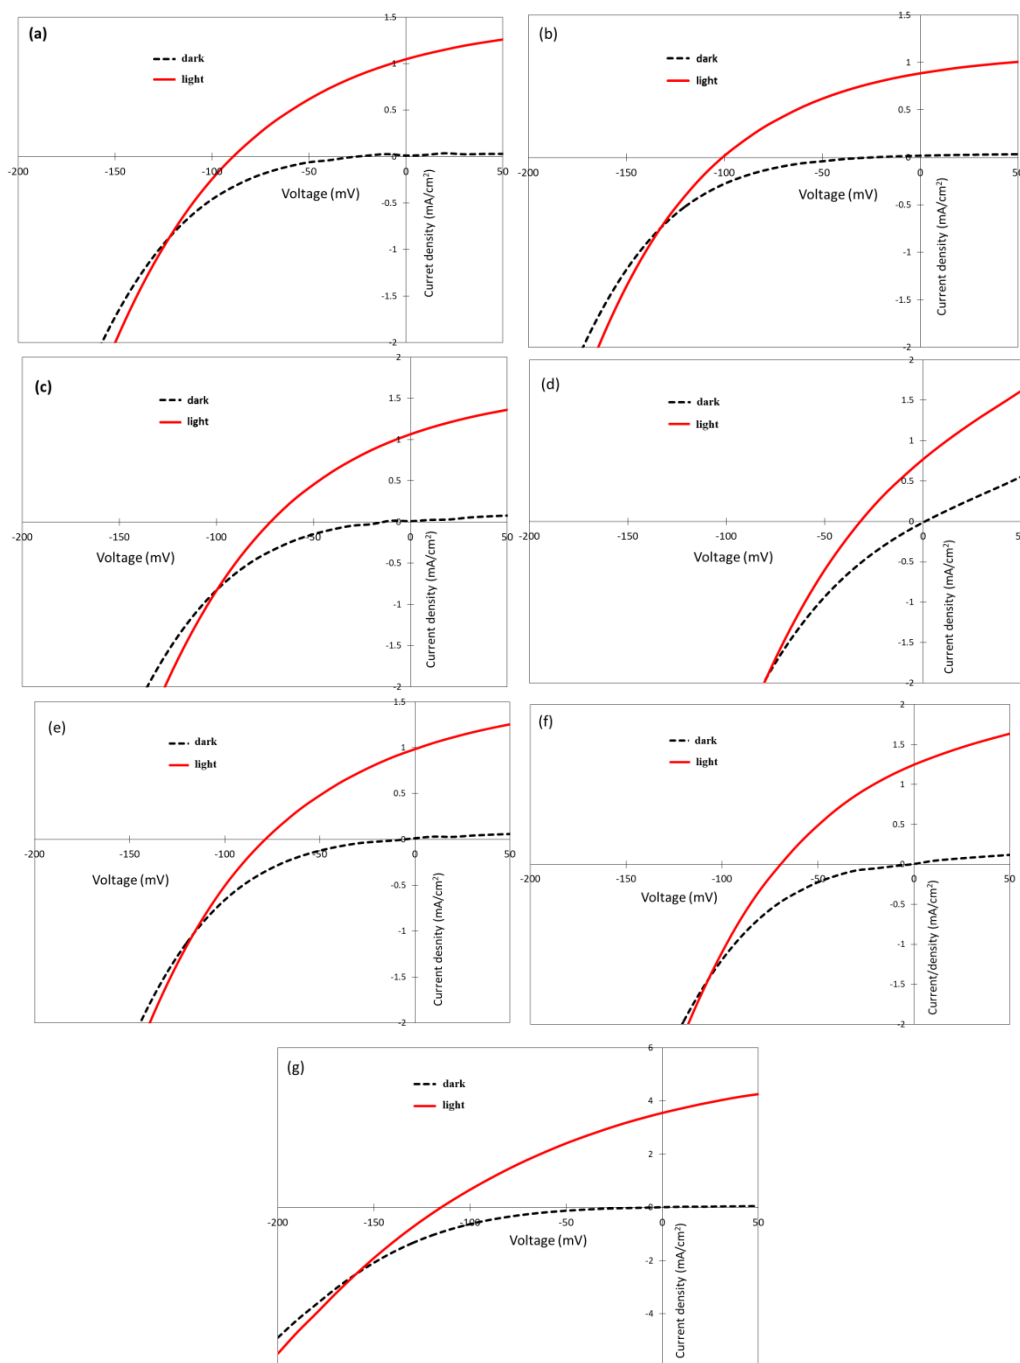 (a)
dark
light
1.5
1
0.5
0
-200
-150
-100
-50
0
50
Voltage (mV)
-0.5
-1
-1.5
-2
Curret density (mA/cm²)
(b)
dark
light
1.5
1
0.5
0
-200
-150
-100
-50
0
50
Voltage (mV)
-0.5
-1
-1.5
-2
Current density (mA/cm²)
(c)
dark
light
2
1.5
1
0.5
0
-200
-150
-100
-50
0
50
Voltage (mV)
-0.5
-1
-1.5
-2
Current density (mA/cm²)
(d)
dark
light
2
1.5
1
0.5
0
-200
-150
-100
-50
0
50
Voltage (mV)
-0.5
-1
-1.5
-2
Current density (mA/cm²)
(e)
dark
light
1.5
1
0.5
0
-200
-150
-100
-50
0
50
Voltage (mV)
-0.5
-1
-1.5
-2
Current desnity (mA/cm²)
(f)
dark
light
2
1.5
1
0.5
0
-200
-150
-100
-50
0
50
Voltage (mV)
-0.5
-1
-1.5
-2
Current/density (mA/cm²)
(g)
dark
light
6
4
2
0
-200
-150
-100
-50
0
50
Voltage (mV)
-2
-4
Current density (mA/cm²)